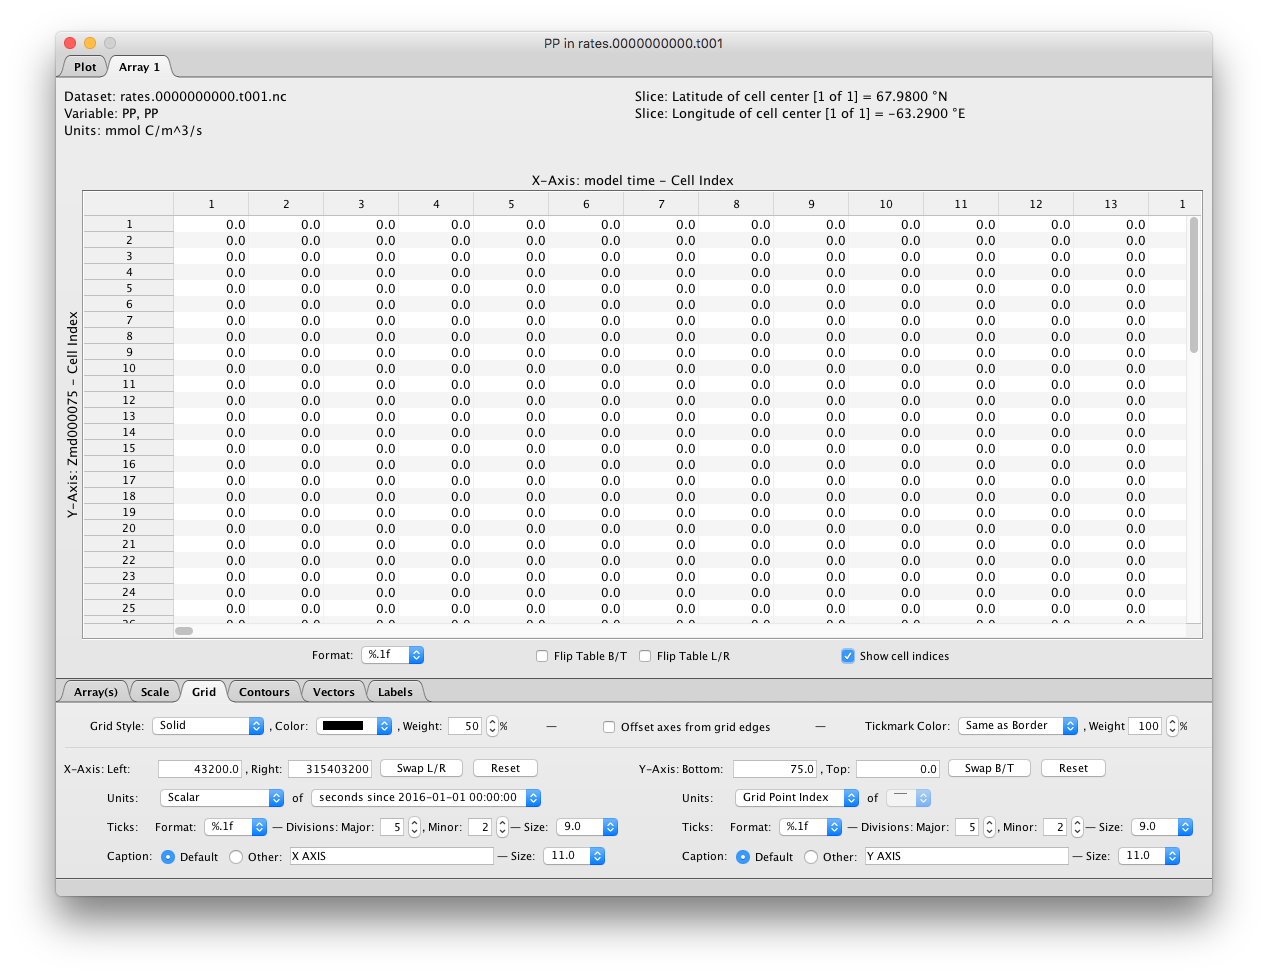 PP in rates.0000000000.t001
Plot Array 1
Dataset: rates.0000000000.t001.nc
Variable: PP, PP
Units: mmol C/m^3/s
Slice: Latitude of cell center [1 of 1] = 67.9800 °N
Slice: Longitude of cell center [1 of 1] = -63.2900 °E
X-Axis: model time - Cell Index
Y-Axis: Zmd000075 - Cell Index
1 2 3 4 5 6 7 8 9 10 11 12 13 1
1 0.0 0.0 0.0 0.0 0.0 0.0 0.0 0.0 0.0 0.0 0.0 0.0 0.0
2 0.0 0.0 0.0 0.0 0.0 0.0 0.0 0.0 0.0 0.0 0.0 0.0 0.0
3 0.0 0.0 0.0 0.0 0.0 0.0 0.0 0.0 0.0 0.0 0.0 0.0 0.0
4 0.0 0.0 0.0 0.0 0.0 0.0 0.0 0.0 0.0 0.0 0.0 0.0 0.0
5 0.0 0.0 0.0 0.0 0.0 0.0 0.0 0.0 0.0 0.0 0.0 0.0 0.0
6 0.0 0.0 0.0 0.0 0.0 0.0 0.0 0.0 0.0 0.0 0.0 0.0 0.0
7 0.0 0.0 0.0 0.0 0.0 0.0 0.0 0.0 0.0 0.0 0.0 0.0 0.0
8 0.0 0.0 0.0 0.0 0.0 0.0 0.0 0.0 0.0 0.0 0.0 0.0 0.0
9 0.0 0.0 0.0 0.0 0.0 0.0 0.0 0.0 0.0 0.0 0.0 0.0 0.0
10 0.0 0.0 0.0 0.0 0.0 0.0 0.0 0.0 0.0 0.0 0.0 0.0 0.0
11 0.0 0.0 0.0 0.0 0.0 0.0 0.0 0.0 0.0 0.0 0.0 0.0 0.0
12 0.0 0.0 0.0 0.0 0.0 0.0 0.0 0.0 0.0 0.0 0.0 0.0 0.0
13 0.0 0.0 0.0 0.0 0.0 0.0 0.0 0.0 0.0 0.0 0.0 0.0 0.0
14 0.0 0.0 0.0 0.0 0.0 0.0 0.0 0.0 0.0 0.0 0.0 0.0 0.0
15 0.0 0.0 0.0 0.0 0.0 0.0 0.0 0.0 0.0 0.0 0.0 0.0 0.0
16 0.0 0.0 0.0 0.0 0.0 0.0 0.0 0.0 0.0 0.0 0.0 0.0 0.0
17 0.0 0.0 0.0 0.0 0.0 0.0 0.0 0.0 0.0 0.0 0.0 0.0 0.0
18 0.0 0.0 0.0 0.0 0.0 0.0 0.0 0.0 0.0 0.0 0.0 0.0 0.0
19 0.0 0.0 0.0 0.0 0.0 0.0 0.0 0.0 0.0 0.0 0.0 0.0 0.0
20 0.0 0.0 0.0 0.0 0.0 0.0 0.0 0.0 0.0 0.0 0.0 0.0 0.0
21 0.0 0.0 0.0 0.0 0.0 0.0 0.0 0.0 0.0 0.0 0.0 0.0 0.0
22 0.0 0.0 0.0 0.0 0.0 0.0 0.0 0.0 0.0 0.0 0.0 0.0 0.0
23 0.0 0.0 0.0 0.0 0.0 0.0 0.0 0.0 0.0 0.0 0.0 0.0 0.0
24 0.0 0.0 0.0 0.0 0.0 0.0 0.0 0.0 0.0 0.0 0.0 0.0 0.0
25 0.0 0.0 0.0 0.0 0.0 0.0 0.0 0.0 0.0 0.0 0.0 0.0 0.0
Format: %.1f Flip Table B/T Flip Table L/R Show cell indices
Array(s) Scale Grid Contours Vectors Labels
Grid Style: Solid , Color: , Weight: 50 % — Offset axes from grid edges — Tickmark Color: Same as Border , Weight 100 %
X-Axis: Left: 43200.0 , Right: 315403200 Swap L/R Reset Y-Axis: Bottom: 75.0 , Top: 0.0 Swap B/T Reset
Units: Scalar of seconds since 2016-01-01 00:00:00 Units: Grid Point Index of —
Ticks: Format: %.1f — Divisions: Major: 5 , Minor: 2 — Size: 9.0 Ticks: Format: %.1f — Divisions: Major: 5 , Minor: 2 — Size: 9.0
Caption: Default Other: X AXIS — Size: 11.0 Caption: Default Other: Y AXIS — Size: 11.0